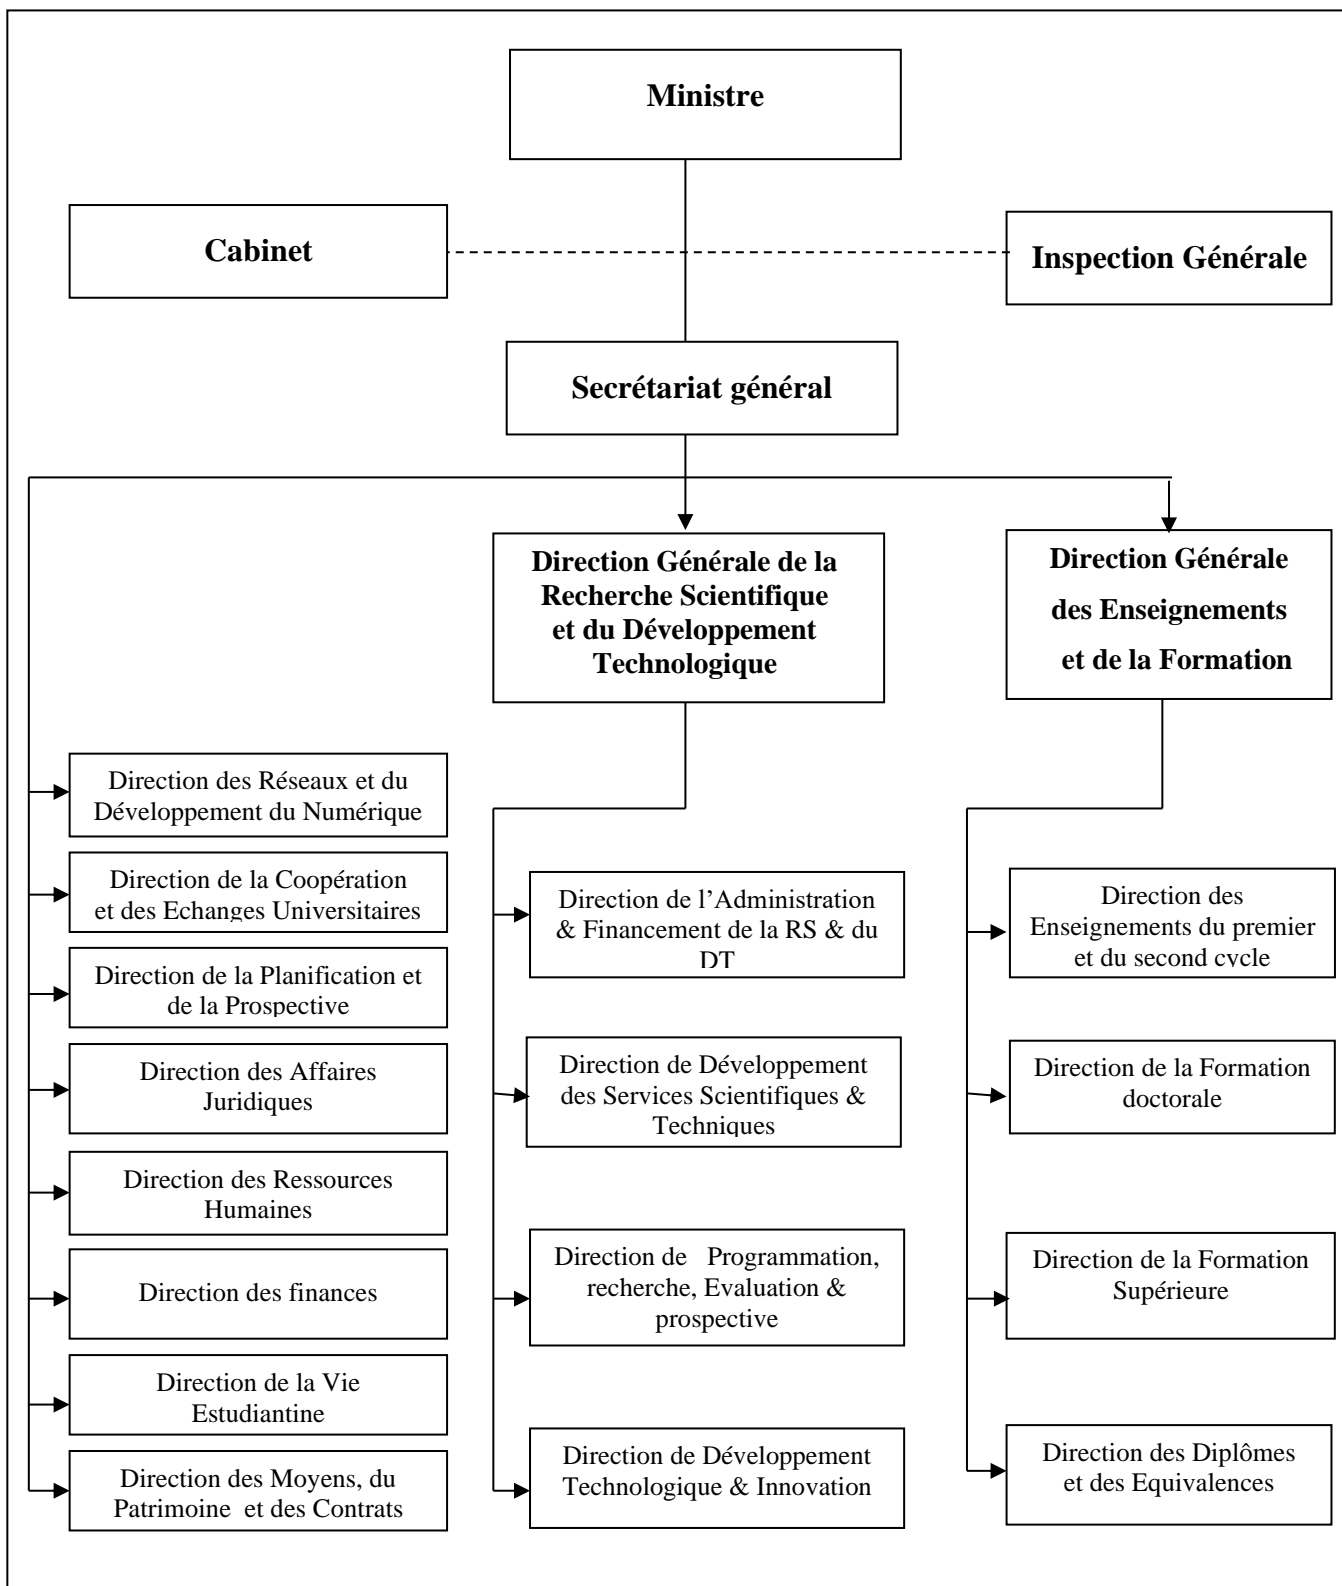 Ministre
Cabinet
Inspection Générale
Secrétariat général
Direction Générale de la
Recherche Scientifique
et du Développement
Technologique
Direction Générale
des Enseignements
et de la Formation
Direction des Réseaux et du
Développement du Numérique
Direction de la Coopération
et des Echanges Universitaires
Direction de la Planification et
de la Prospective
Direction des Affaires
Juridiques
Direction des Ressources
Humaines
Direction des finances
Direction de la Vie
Estudiantine
Direction des Moyens, du
Patrimoine et des Contrats
Direction de l’Administration
& Financement de la RS & du
DT
Direction de Développement
des Services Scientifiques &
Techniques
Direction de Programmation,
recherche, Evaluation &
prospective
Direction de Développement
Technologique & Innovation
Direction des
Enseignements du premier
et du second cycle
Direction de la Formation
doctorale
Direction de la Formation
Supérieure
Direction des Diplômes
et des Equivalences